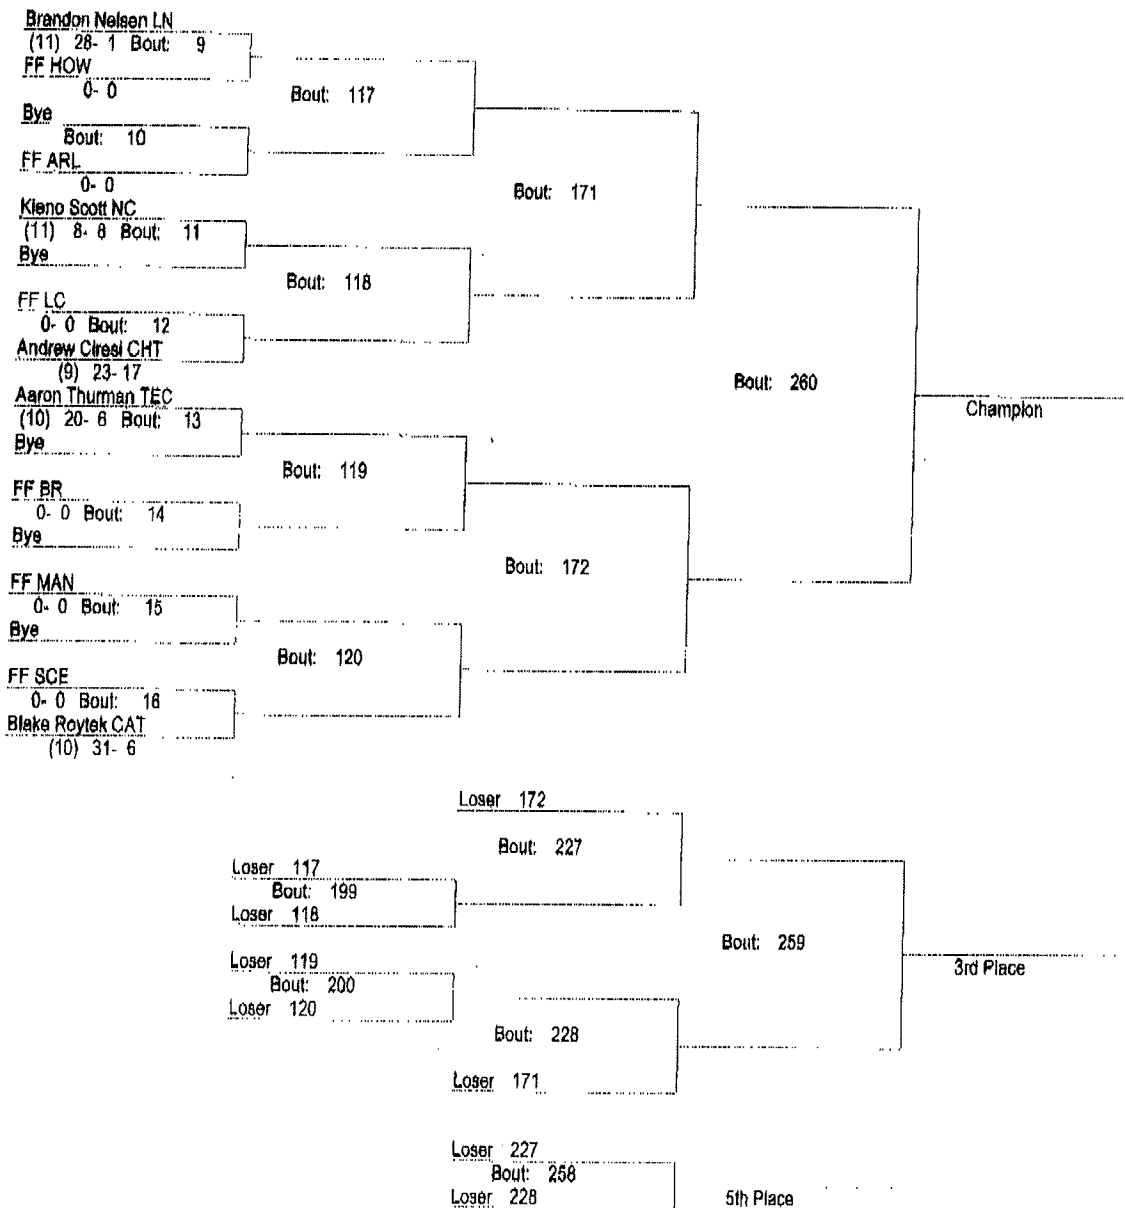 Brandon Nelsen LN
(11) 28- 1 Bout: 9
FF HOW
0- 0
Bout: 117
Bye
Bout: 10
FF ARL
0- 0
Bout: 171
Kieno Scott NC
(11) 8- 8 Bout: 11
Bye
Bout: 118
FF LC
0- 0 Bout: 12
Andrew Ciresi CHT
(9) 23- 17
Bout: 260
Champion
Aaron Thurman TEC
(10) 20- 6 Bout: 13
Bye
Bout: 119
FF BR
0- 0 Bout: 14
Bye
Bout: 172
FF MAN
0- 0 Bout: 15
Bye
Bout: 120
FF SCE
0- 0 Bout: 16
Blake Roytek CAT
(10) 31- 6
Loser 172
Bout: 227
Loser 117
Bout: 199
Loser 118
Bout: 259
3rd Place
Loser 119
Bout: 200
Loser 120
Bout: 228
Loser 171
Loser 227
Bout: 258
Loser 228
5th Place